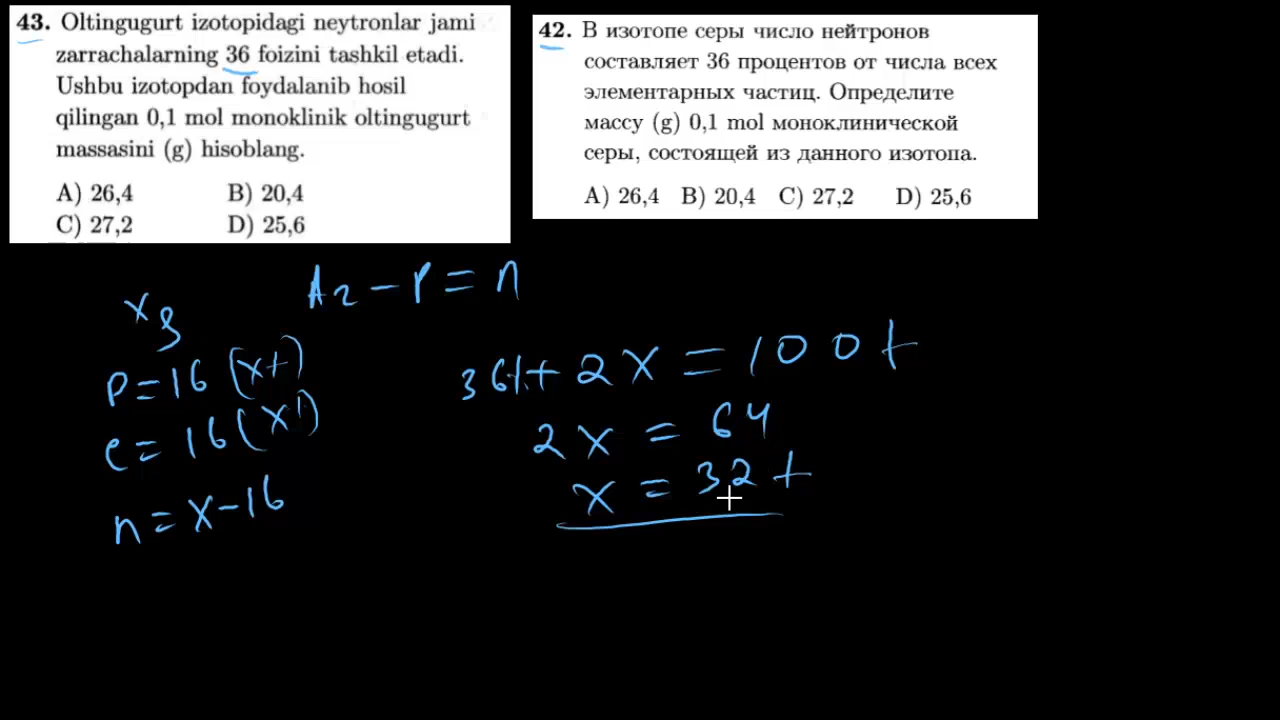 43. Oltingugurt izotopidagi neytronlar jami
zarrachalarning 36 foizini tashkil etadi.
Ushbu izotopdan foydalanib hosil
qilingan 0,1 mol monoklinik oltingugurt
massasini (g) hisoblang.
A) 26,4 B) 20,4
C) 27,2 D) 25,6
42. В изотопе серы число нейтронов
составляет 36 процентов от числа всех
элементарных частиц. Определите
массу (g) 0,1 mol моноклинической
серы, состоящей из данного изотопа.
A) 26,4 B) 20,4 C) 27,2 D) 25,6
Ar - P = n
x
P = 16 (x+)
e = 16 (x)
n = x - 16
36% + 2x = 100 +
2x = 64
x = 32 +